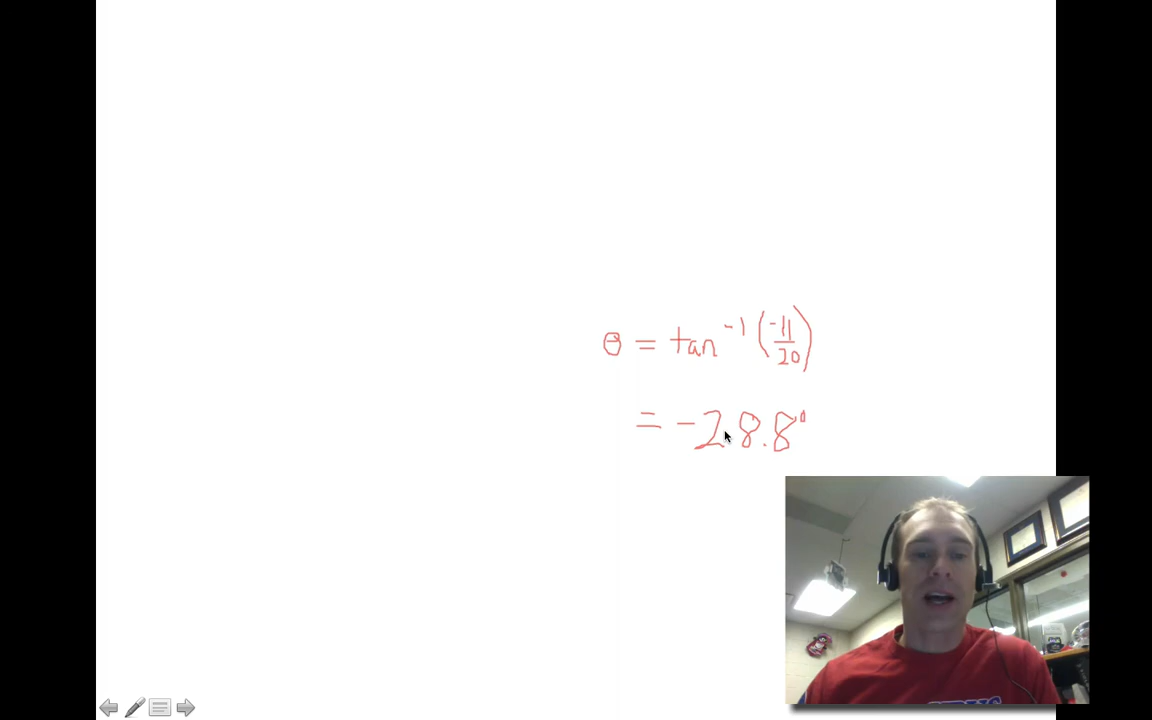 θ = tan⁻¹(-11/20)
= -28.8°